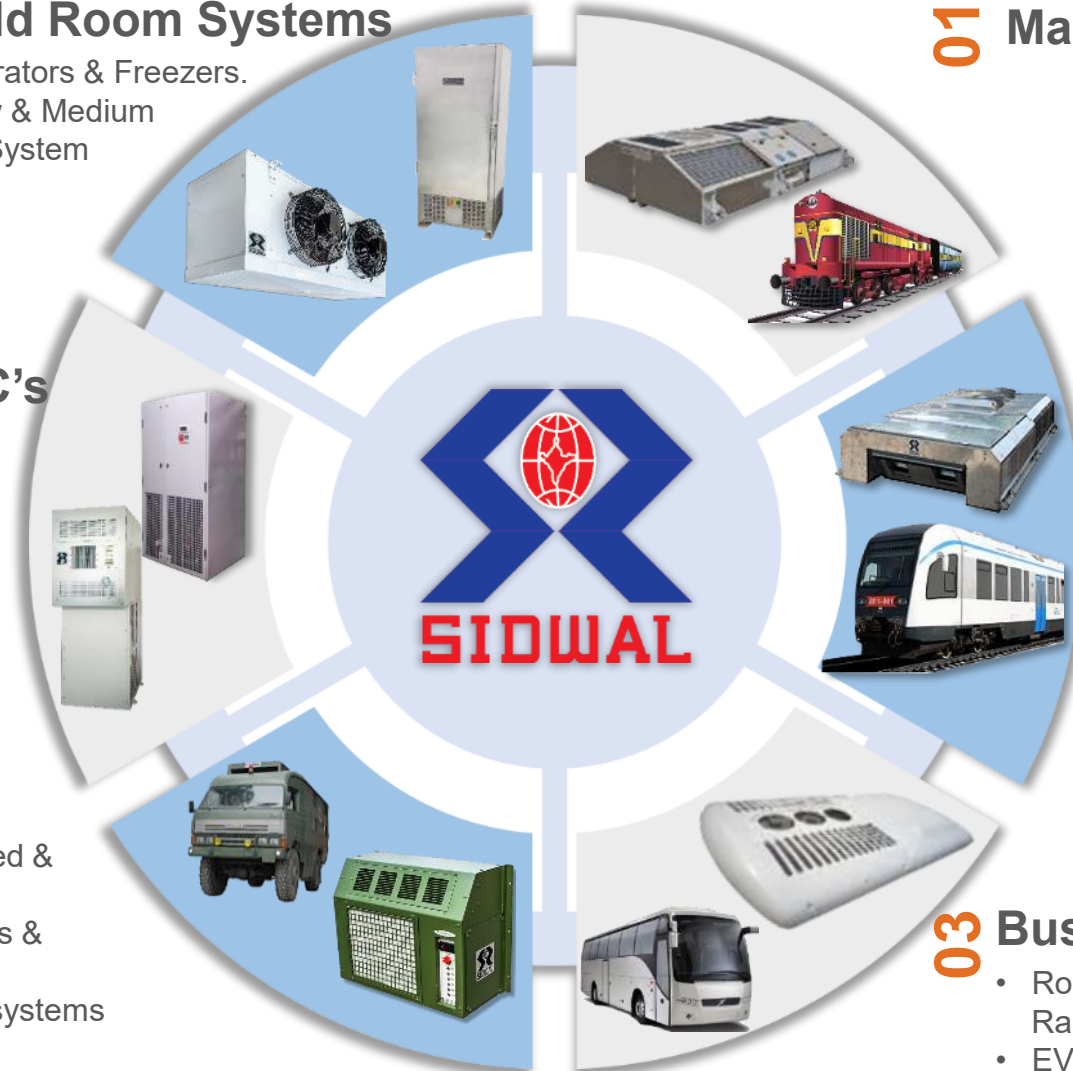 ld Room Systems
rators & Freezers.
& Medium
System
01
Ma
C's
SIDWAL
ed &
s &
systems
03
Bus
• Ro
Ra
• EV